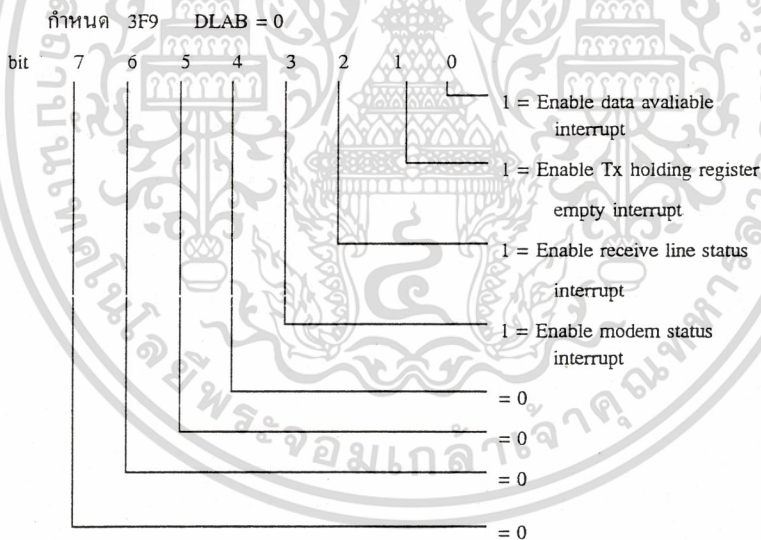 กำหนด 3F9 DLAB = 0
bit 7 6 5 4 3 2 1 0
1 = Enable data avaliable
interrupt
1 = Enable Tx holding register
empty interrupt
1 = Enable receive line status
interrupt
1 = Enable modem status
interrupt
= 0
= 0
= 0
= 0